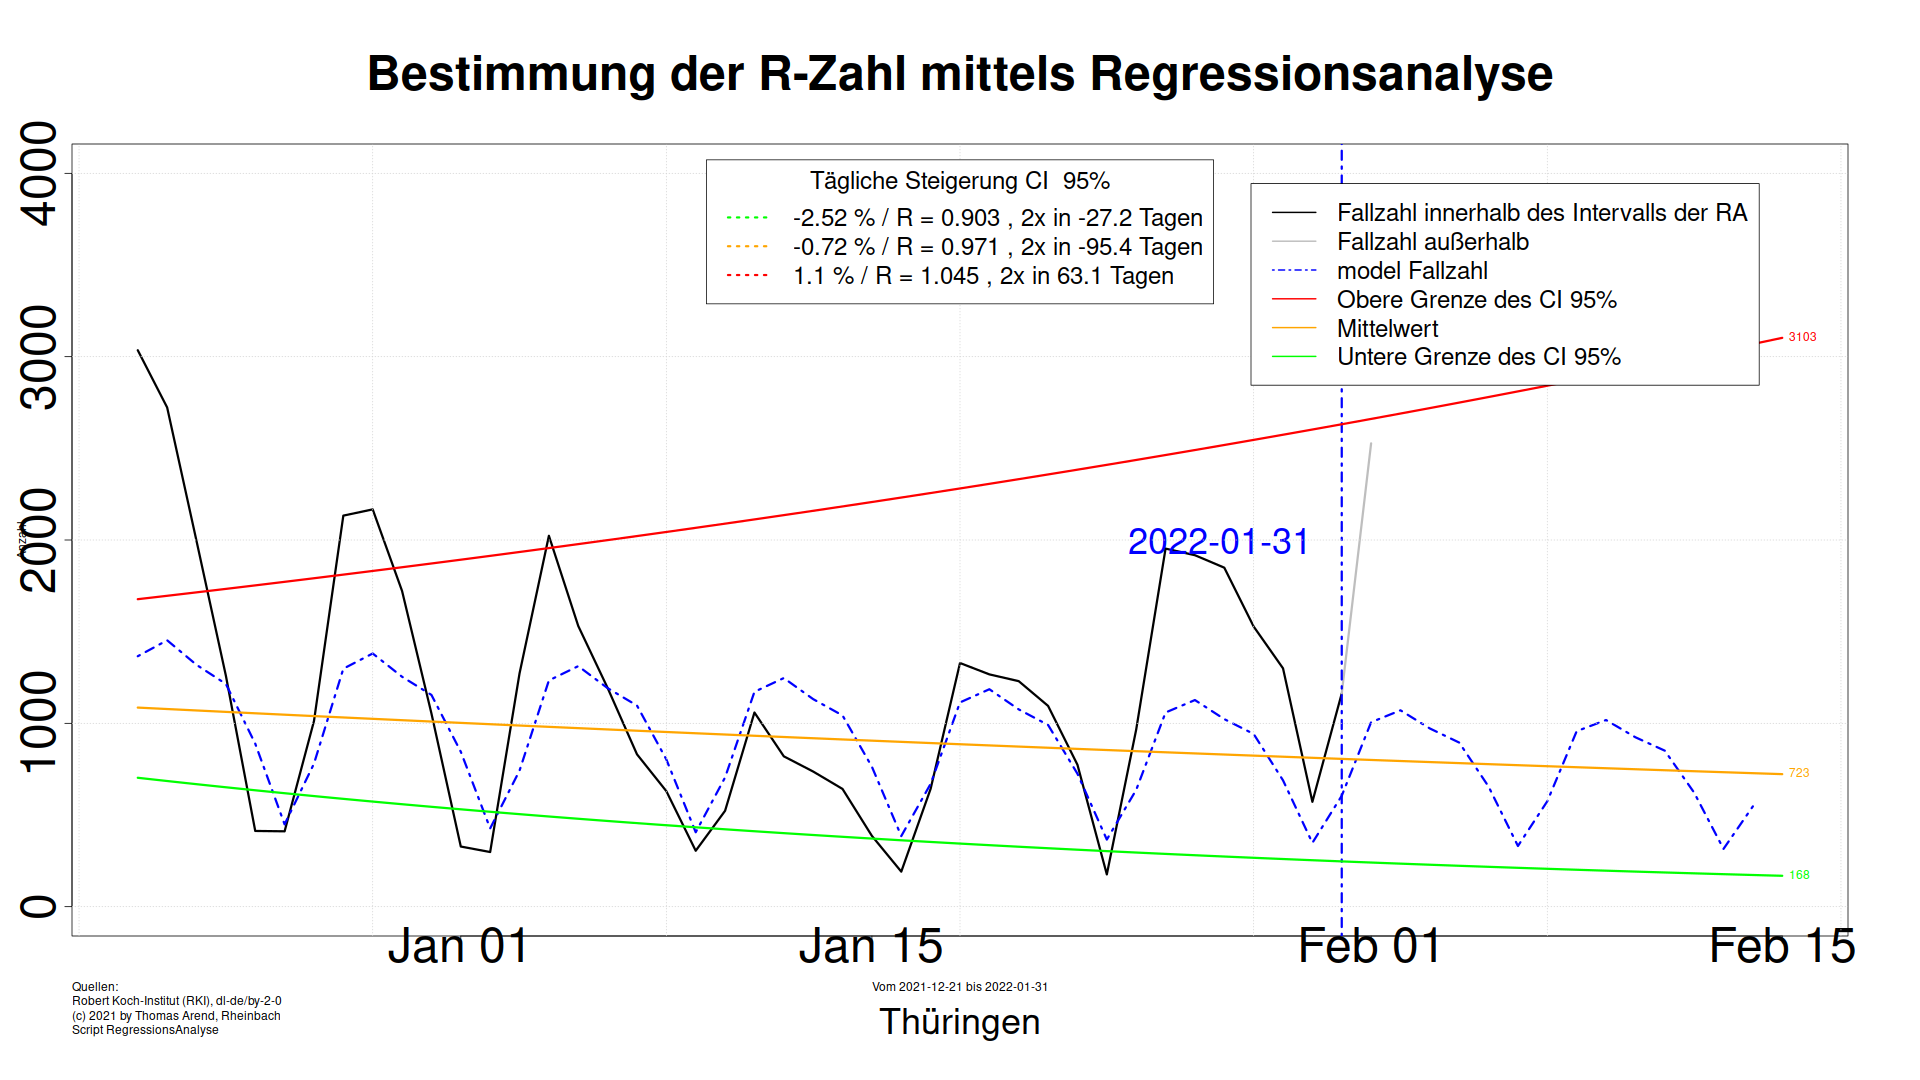 Bestimmung der R-Zahl mittels Regressionsanalyse
4000
3000
2000
1000
0
Anzahl
Tägliche Steigerung CI  95%
-2.52 % / R = 0.903 , 2x in -27.2 Tagen
-0.72 % / R = 0.971 , 2x in -95.4 Tagen
1.1 % / R = 1.045 , 2x in 63.1 Tagen
Fallzahl innerhalb des Intervalls der RA
Fallzahl außerhalb
model Fallzahl
Obere Grenze des CI 95%
Mittelwert
Untere Grenze des CI 95%
3103
2022-01-31
723
168
Jan 01
Jan 15
Feb 01
Feb 15
Quellen:
Robert Koch-Institut (RKI), dl-de/by-2-0
(c) 2021 by Thomas Arend, Rheinbach
Script RegressionsAnalyse
Vom 2021-12-21 bis 2022-01-31
Thüringen